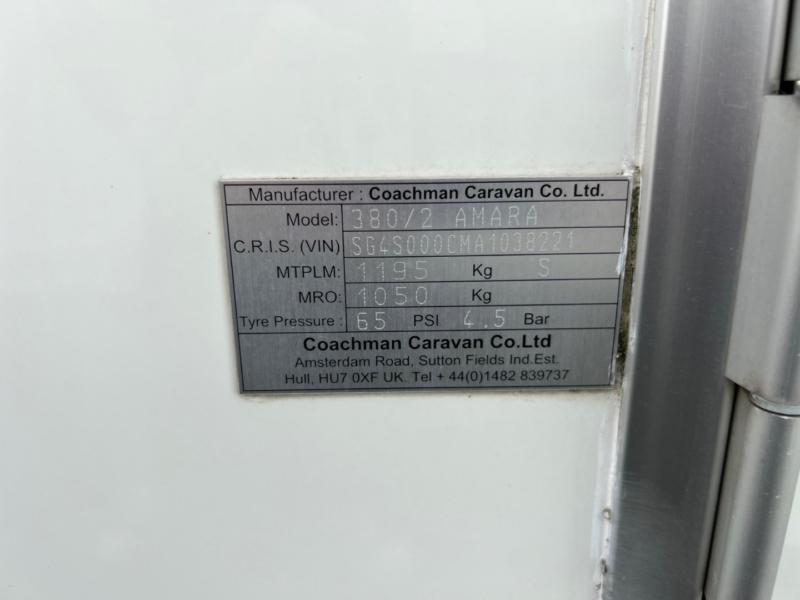 Manufacturer : Coachman Caravan Co. Ltd.
Model: 380/2 AMARA
C.R.I.S. (VIN) SG4S000CMA1038221
MTPLM: 1195 Kg S
MRO: 1050 Kg
Tyre Pressure : 65 PSI 4.5 Bar
Coachman Caravan Co.Ltd
Amsterdam Road, Sutton Fields Ind.Est.
Hull, HU7 0XF UK. Tel + 44(0)1482 839737